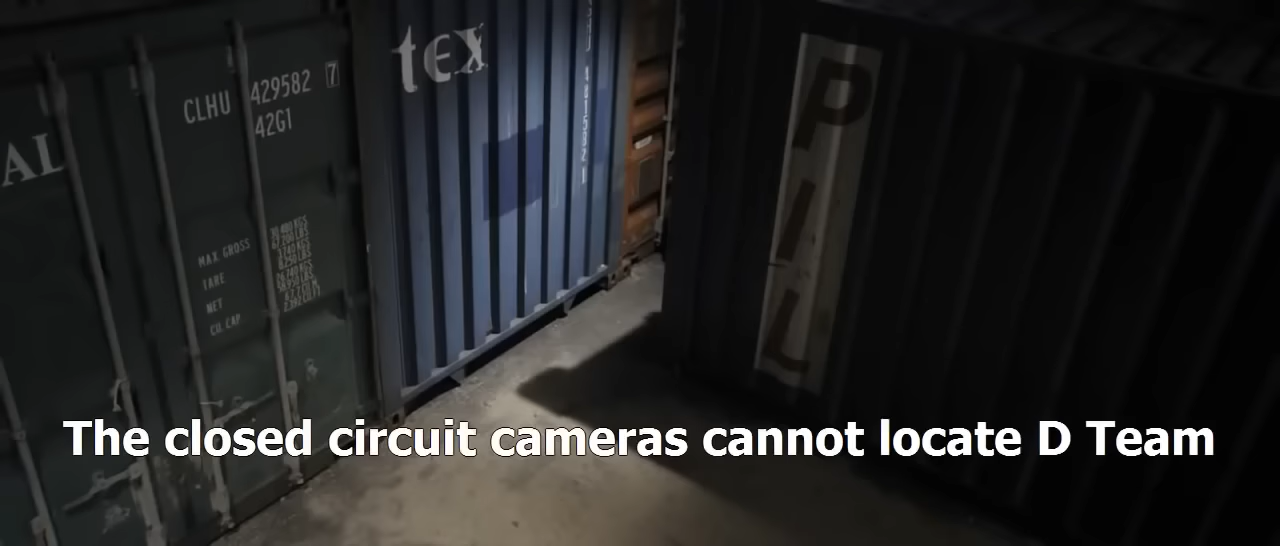 AL
CLHU 429582 7
42G1
MAX GROSS
TARE
NET
CU. CAP
tex
PIL
The closed circuit cameras cannot locate D Team